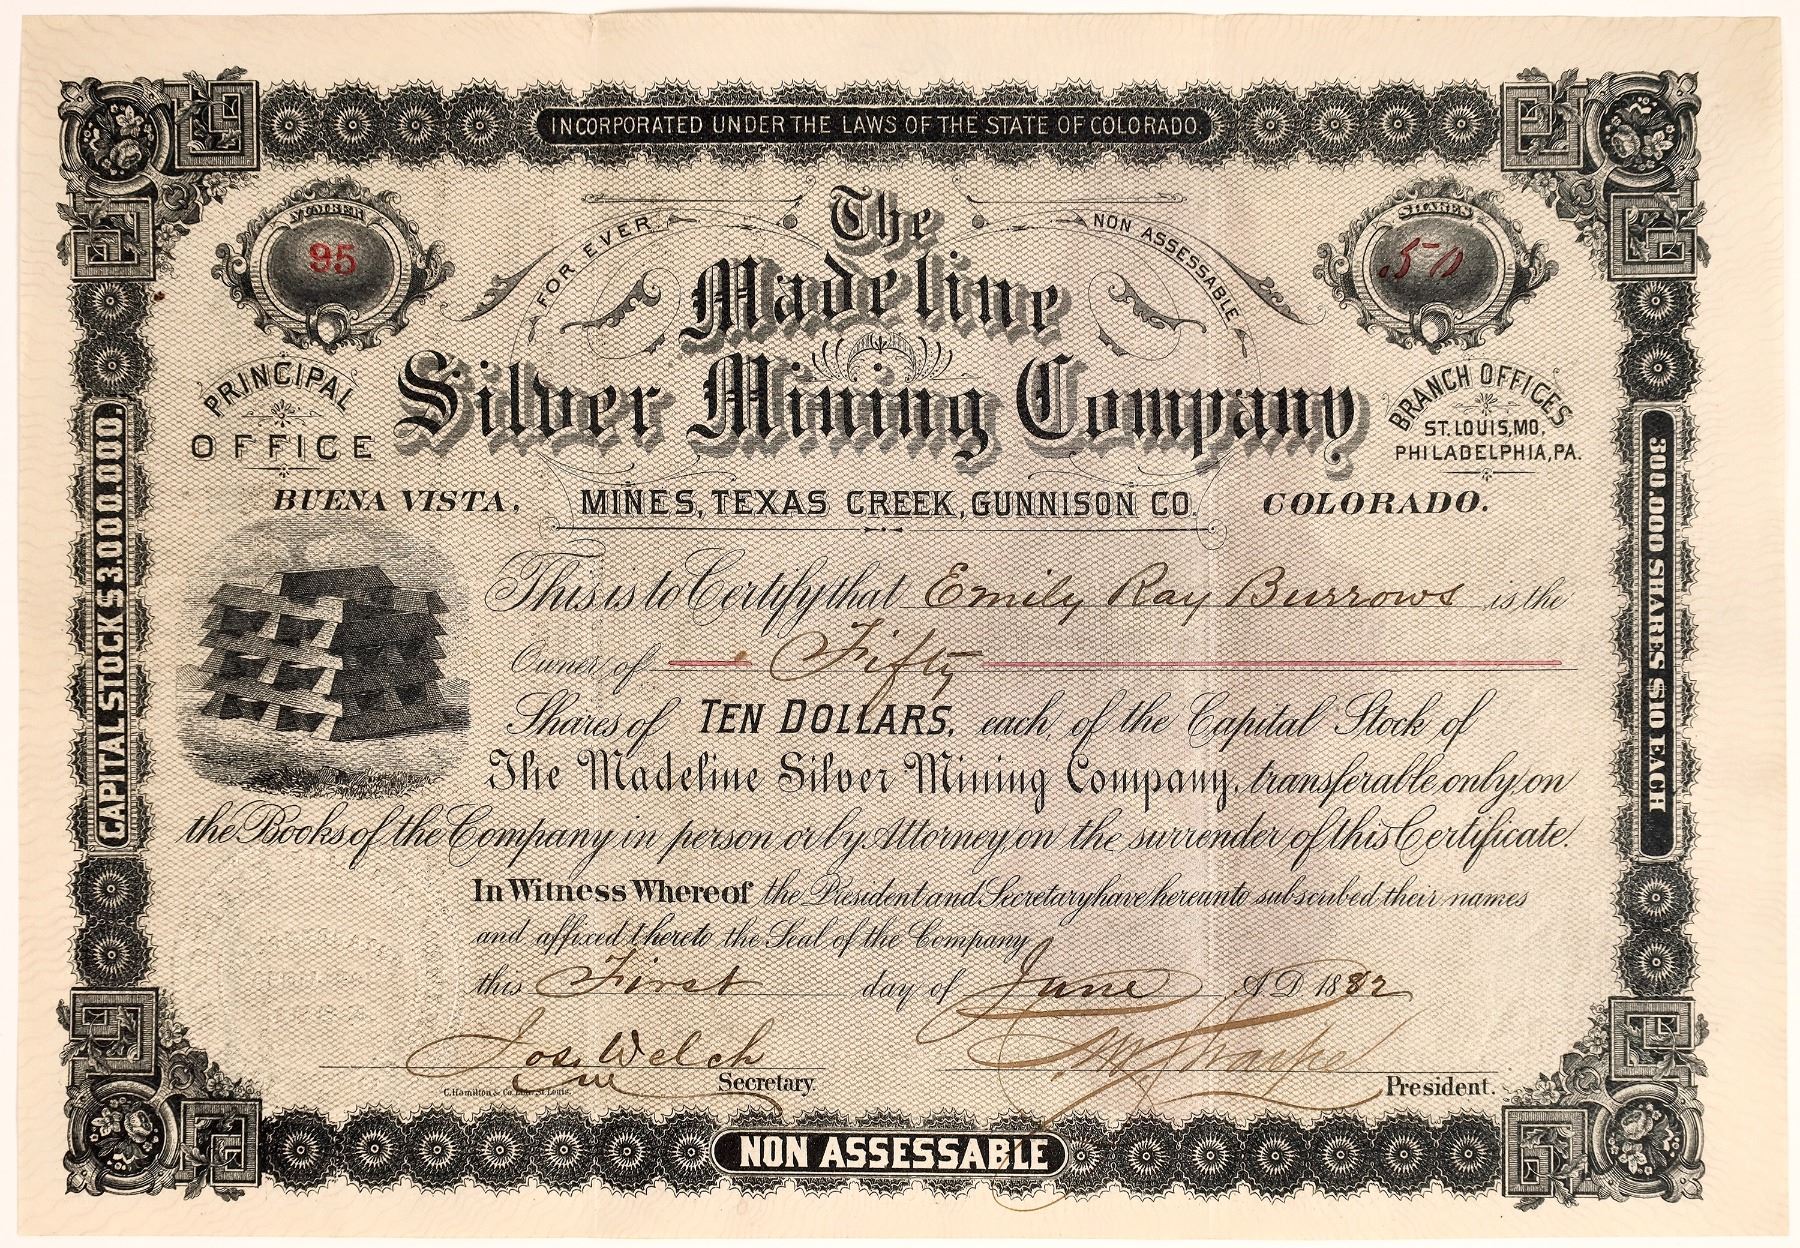 INCORPORATED UNDER THE LAWS OF THE STATE OF COLORADO.
NUMBER
95
FOR EVER
NON ASSESSABLE
SHARES
50
The
Madeline
Silver Mining Company
PRINCIPAL
OFFICE
BRANCH OFFICES
ST. LOUIS, MO,
PHILADELPHIA, PA.
BUENA VISTA, MINES, TEXAS CREEK, GUNNISON CO. COLORADO.
CAPITAL STOCK $3.000.000.
300.000 SHARES $10 EACH
This is to Certify that Emily Ray Burrows is the
Owner of Fifty
Shares of TEN DOLLARS, each, of the Capital Stock of
The Madeline Silver Mining Company, transferable only on
the Books of the Company in person or by Attorney on the surrender of this Certificate.
In Witness Whereof the President and Secretary have hereunto subscribed their names
and affixed thereto the Seal of the Company
this First day of June A D 1882
Jos. Welch
Secretary.
President.
C. Hamilton & Co. St. Louis.
NON ASSESSABLE